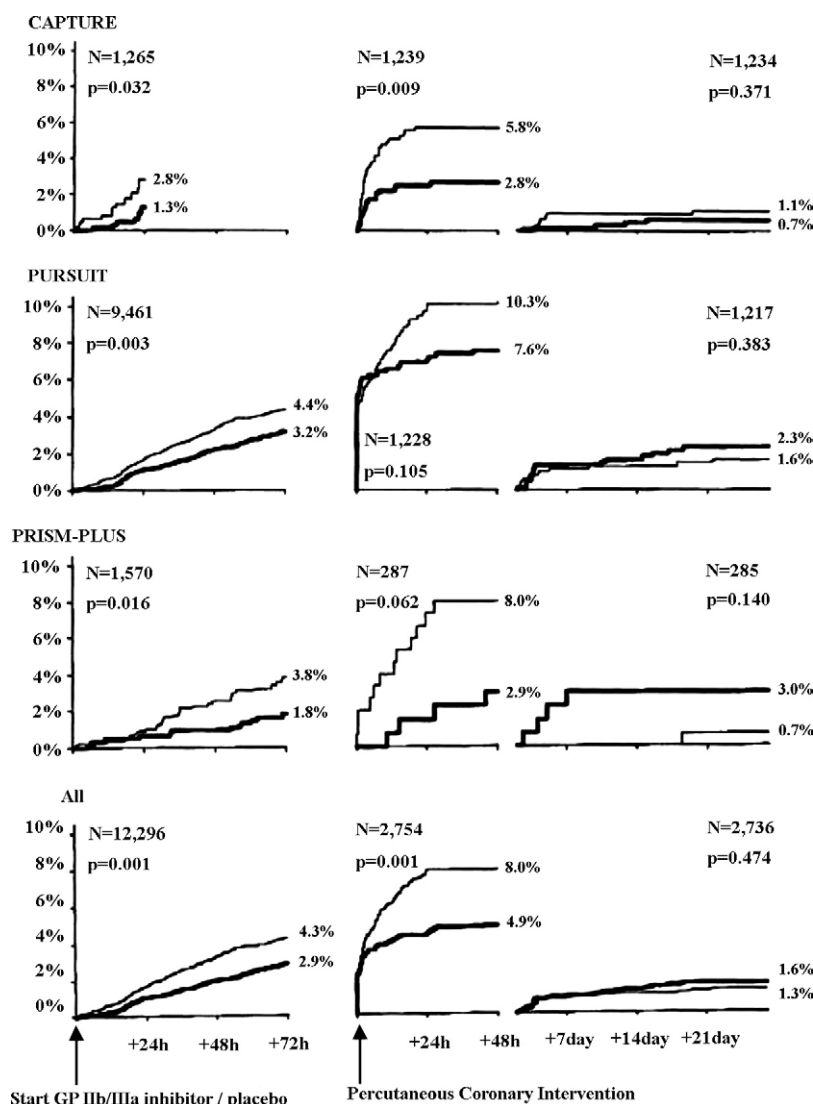 CAPTURE
10%
8%
6%
4%
2%
0%
N=1,265
p=0.032
2.8%
1.3%
N=1,239
p=0.009
5.8%
2.8%
N=1,234
p=0.371
1.1%
0.7%
PURSUIT
10%
8%
6%
4%
2%
0%
N=9,461
p=0.003
4.4%
3.2%
10.3%
7.6%
N=1,228
p=0.105
N=1,217
p=0.383
2.3%
1.6%
PRISM-PLUS
10%
8%
6%
4%
2%
0%
N=1,570
p=0.016
3.8%
1.8%
N=287
p=0.062
8.0%
2.9%
N=285
p=0.140
3.0%
0.7%
All
10%
8%
6%
4%
2%
0%
N=12,296
p=0.001
4.3%
2.9%
N=2,754
p=0.001
8.0%
4.9%
N=2,736
p=0.474
1.6%
1.3%
+24h +48h +72h
+24h +48h
+7day +14day +21day
Start GP IIb/IIIa inhibitor / placebo
Percutaneous Coronary Intervention